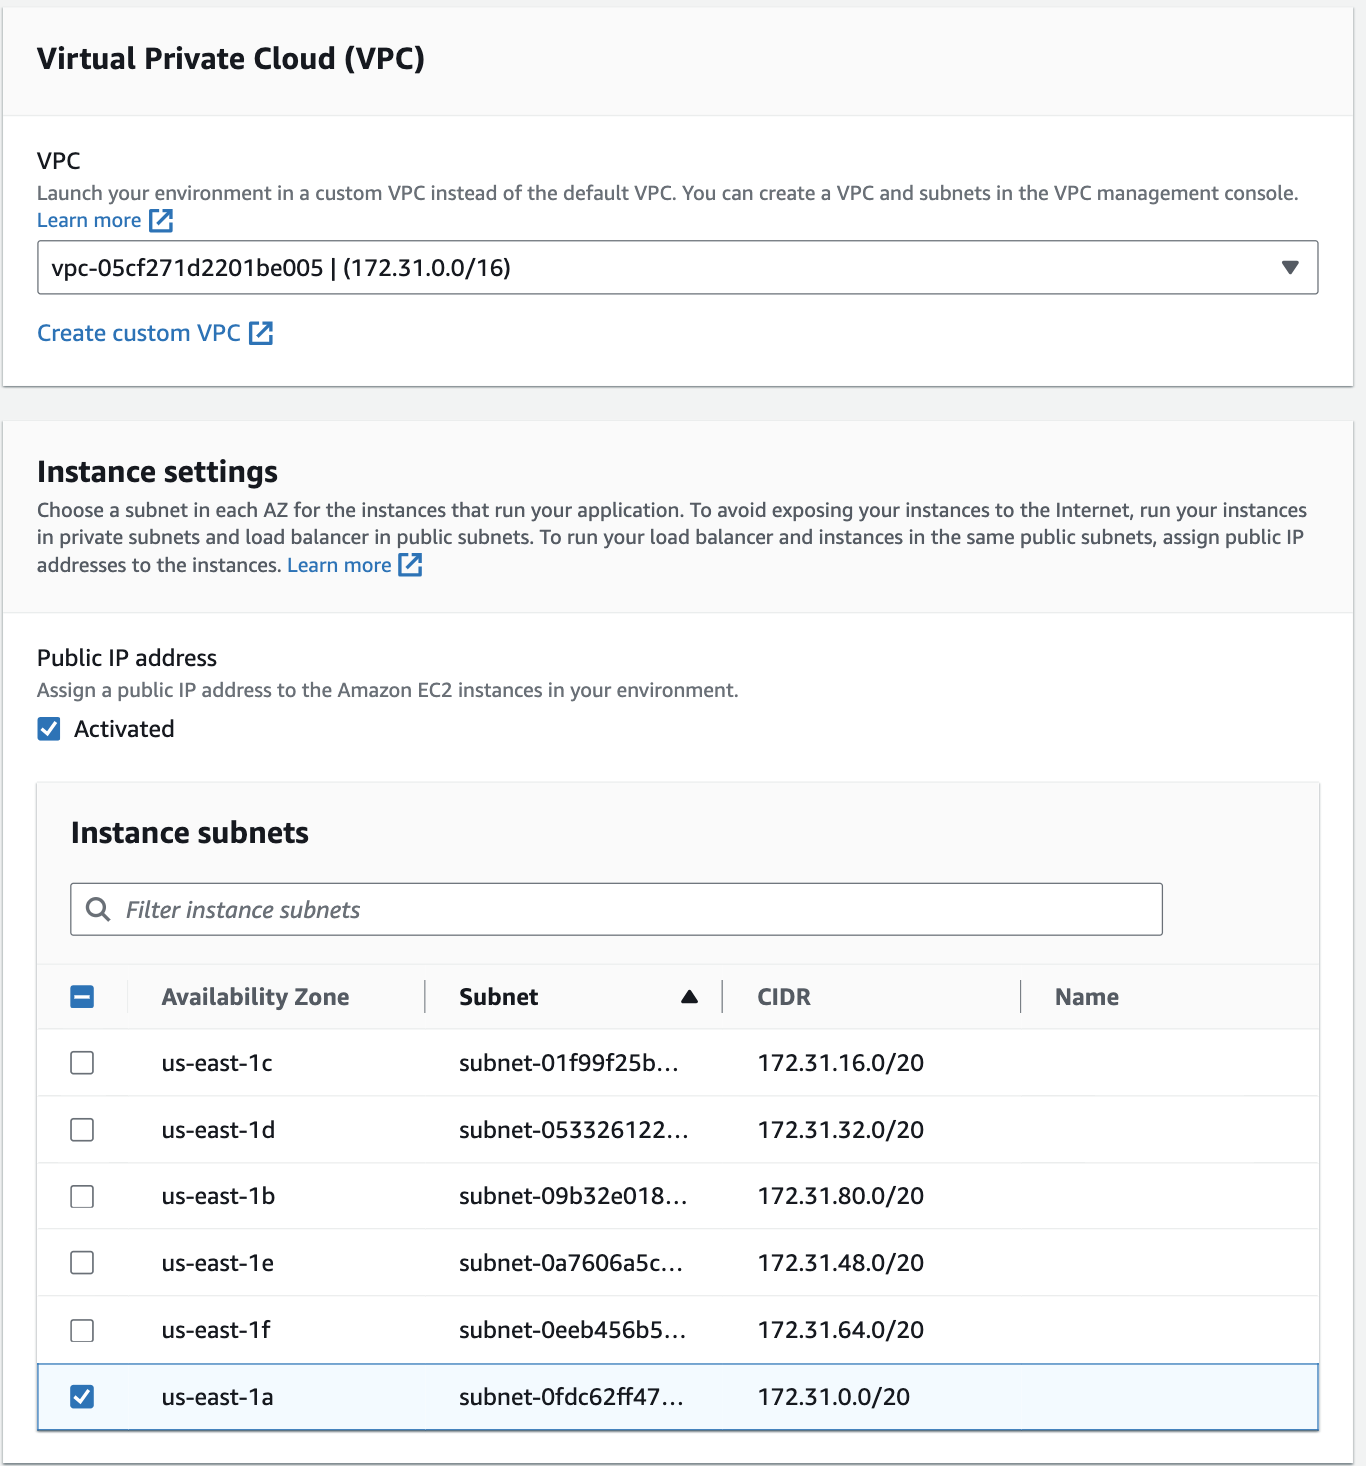 Virtual Private Cloud (VPC)
VPC
Launch your environment in a custom VPC instead of the default VPC. You can create a VPC and subnets in the VPC management console.
Learn more
vpc-05cf271d2201be005 | (172.31.0.0/16)
Create custom VPC
Instance settings
Choose a subnet in each AZ for the instances that run your application. To avoid exposing your instances to the Internet, run your instances
in private subnets and load balancer in public subnets. To run your load balancer and instances in the same public subnets, assign public IP
addresses to the instances. Learn more
Public IP address
Assign a public IP address to the Amazon EC2 instances in your environment.
Activated
Instance subnets
Filter instance subnets
Availability Zone Subnet CIDR Name
us-east-1c subnet-01f99f25b... 172.31.16.0/20
us-east-1d subnet-053326122... 172.31.32.0/20
us-east-1b subnet-09b32e018... 172.31.80.0/20
us-east-1e subnet-0a7606a5c... 172.31.48.0/20
us-east-1f subnet-0eeb456b5... 172.31.64.0/20
us-east-1a subnet-0fdc62ff47... 172.31.0.0/20